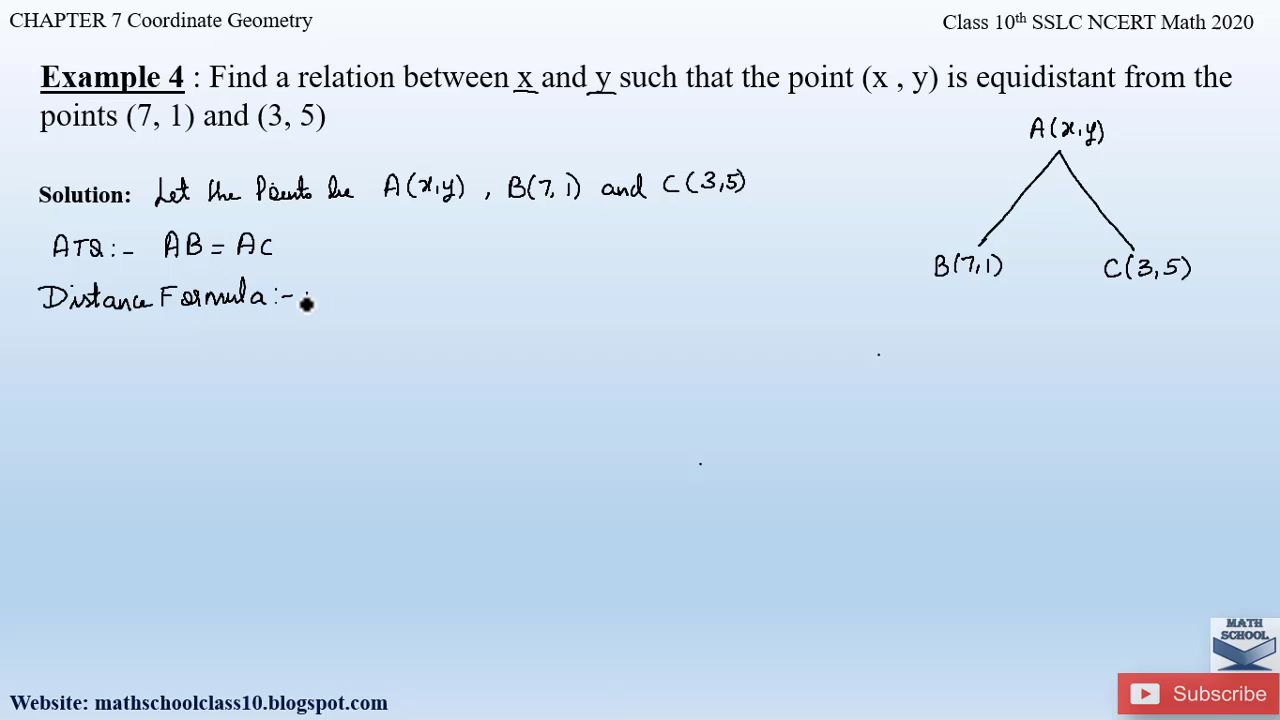 CHAPTER 7 Coordinate Geometry
Class 10th SSLC NCERT Math 2020
Example 4 : Find a relation between x and y such that the point (x , y) is equidistant from the
points (7, 1) and (3, 5)
A(x,y)
B(7,1)
C(3,5)
Solution: Let the Points be A(x,y) , B(7,1) and C(3,5)
ATQ:- AB = AC
Distance Formula:-
MATH
SCHOOL
Subscribe
Website: mathschoolclass10.blogspot.com